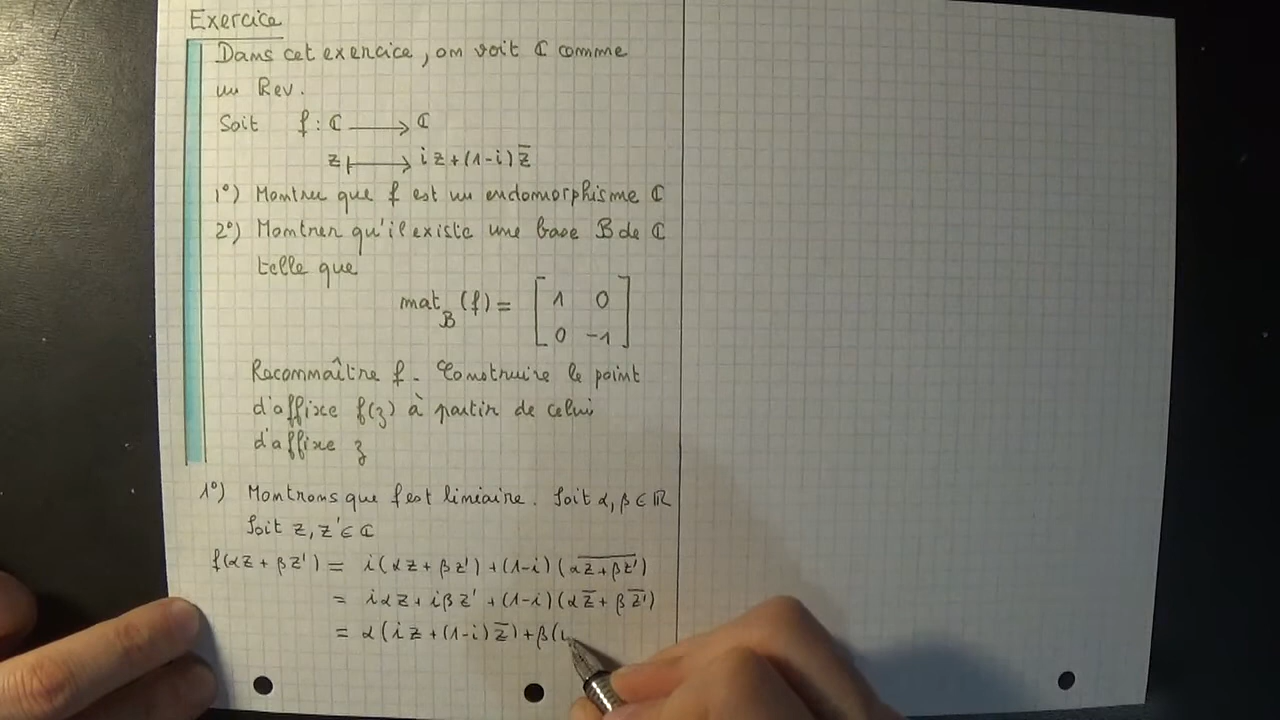 Exercice
Dans cet exercice, on voit ℂ comme
un Rev.
Soit f : ℂ ⟶ ℂ
z ⟼ i z + (1-i) z̅
1°) Montrer que f est un endomorphisme ℂ
2°) Montrer qu'il existe une base B de ℂ
telle que
mat_B (f) = [ 1 0
0 -1 ]
Reconnaître f. Construire le point
d'affixe f(z) à partir de celui
d'affixe z
1°) Montrons que f est liniaire. Soit α, β ∈ ℝ
Soit z, z' ∈ ℂ
f(αz + βz') = i(αz + βz') + (1-i)(\overline{αz + βz'})
= iαz + iβz' + (1-i)(αz̅ + β\overline{z'})
= α(iz + (1-i)z̅) + β(i